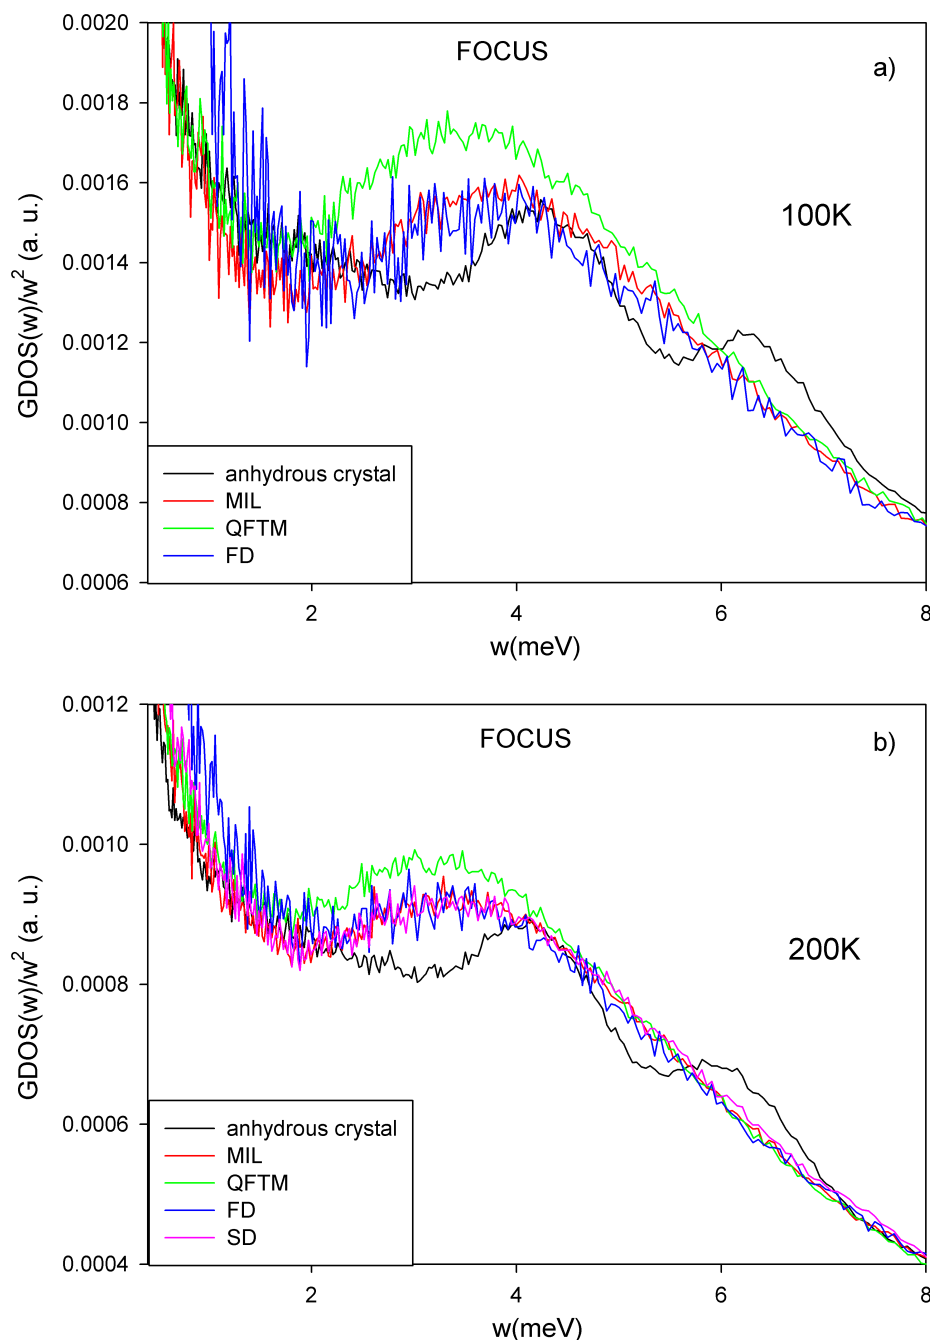 FOCUS
a)
100K
GDOS(w)/w² (a. u.)
0.0020
0.0018
0.0016
0.0014
0.0012
0.0010
0.0008
0.0006
anhydrous crystal
MIL
QFTM
FD
2 4 6 8
w(meV)
FOCUS
b)
200K
GDOS(w)/w² (a. u.)
0.0012
0.0010
0.0008
0.0006
0.0004
anhydrous crystal
MIL
QFTM
FD
SD
2 4 6 8
w(meV)